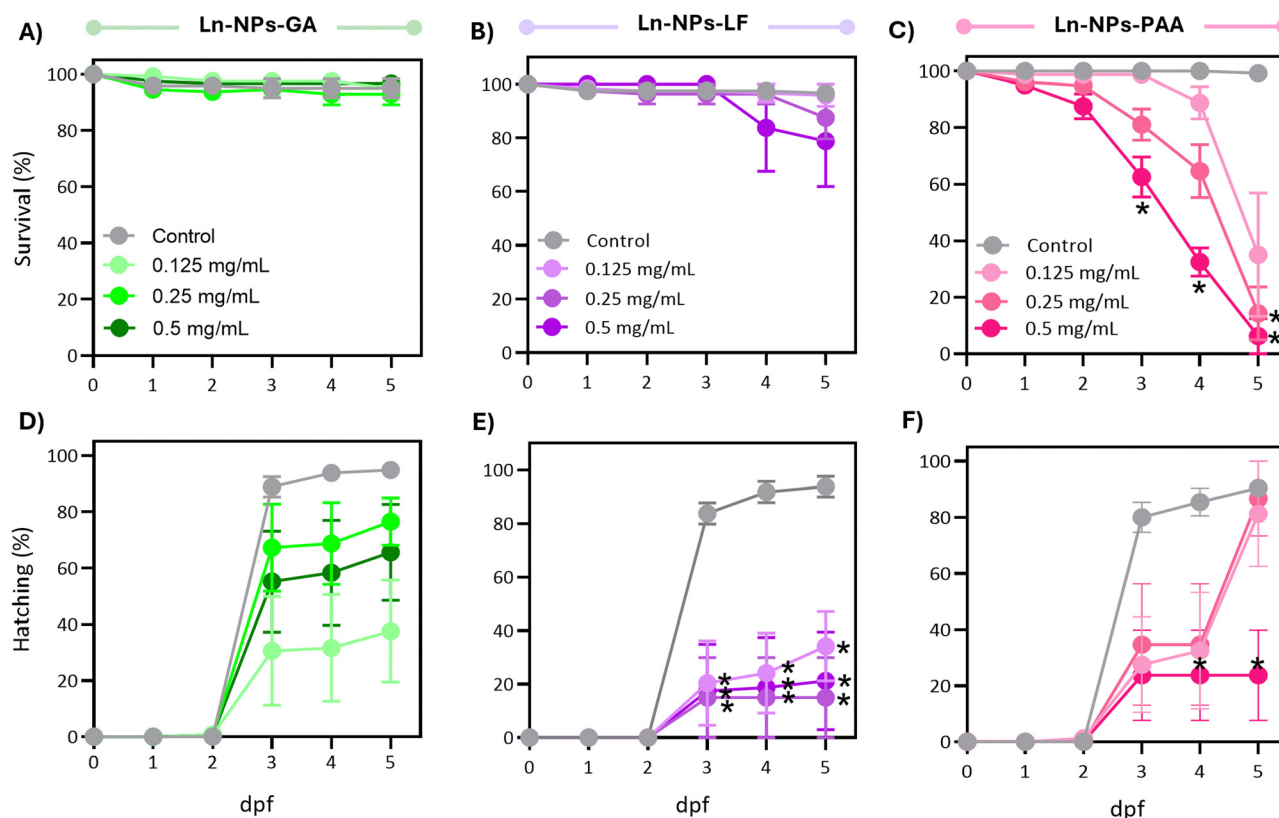 A) Ln-NPs-GA
B) Ln-NPs-LF
C) Ln-NPs-PAA
Survival (%)
100
80
60
40
20
0
Control
0.125 mg/mL
0.25 mg/mL
0.5 mg/mL
0 1 2 3 4 5
100
80
60
40
20
0
Control
0.125 mg/mL
0.25 mg/mL
0.5 mg/mL
0 1 2 3 4 5
100
80
60
40
20
0
Control
0.125 mg/mL
0.25 mg/mL
0.5 mg/mL
* * * *
0 1 2 3 4 5
D)
Hatching (%)
100
80
60
40
20
0
0 1 2 3 4 5
dpf
E)
100
80
60
40
20
0
* * *
* * *
* * *
0 1 2 3 4 5
dpf
F)
100
80
60
40
20
0
* *
0 1 2 3 4 5
dpf